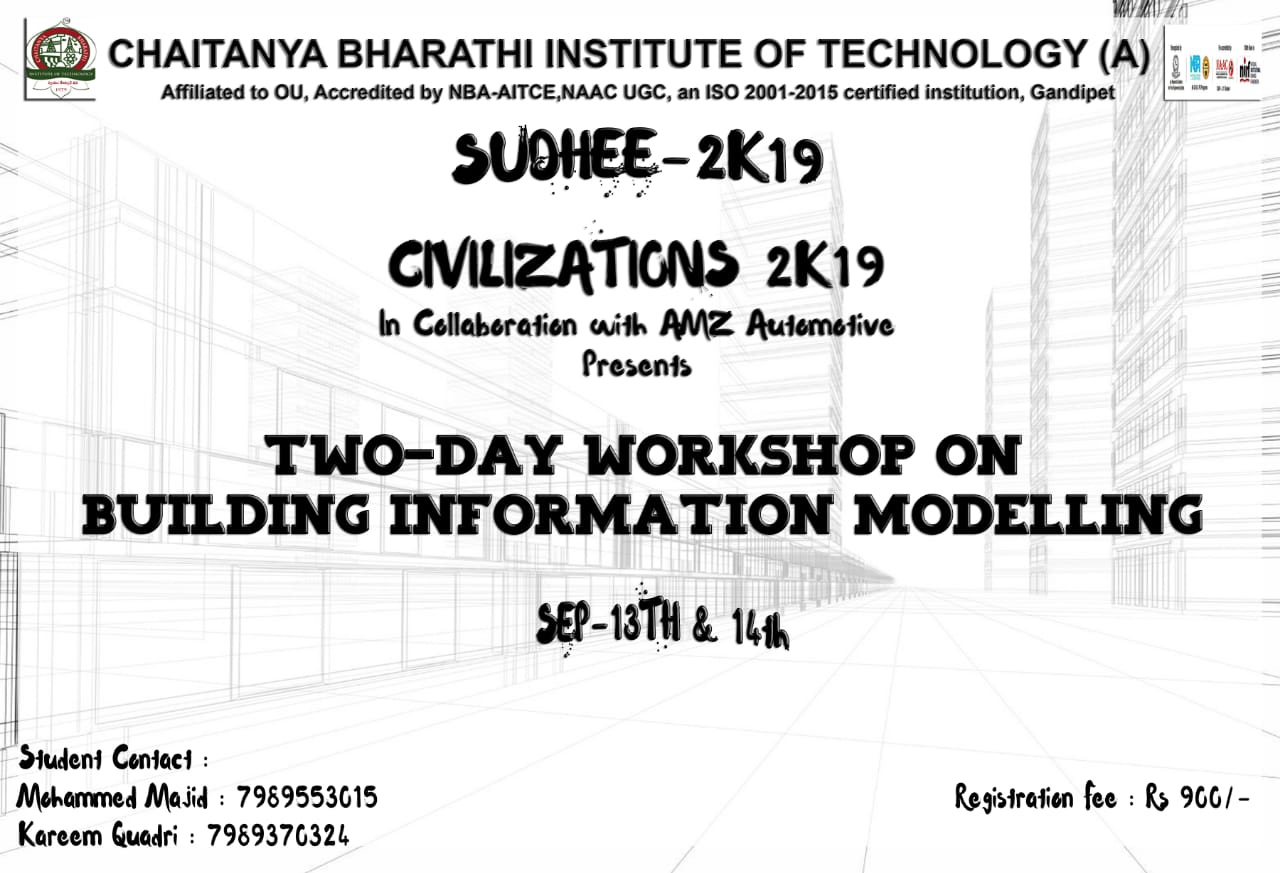 CHAITANYA BHARATHI INSTITUTE OF TECHNOLOGY (A)
Affiliated to OU, Accredited by NBA-AITCE,NAAC UGC, an ISO 2001-2015 certified institution, Gandipet
SUDHEE-2K19
CIVILIZATIONS 2K19
In Collaboration with AMZ Automotive
Presents
TWO-DAY WORKSHOP ON
BUILDING INFORMATION MODELLING
SEP-13TH & 14th
Student Contact :
Mohammed Majid : 7989553015
Kareem Quadri : 7989370324
Registration fee : Rs 900/-